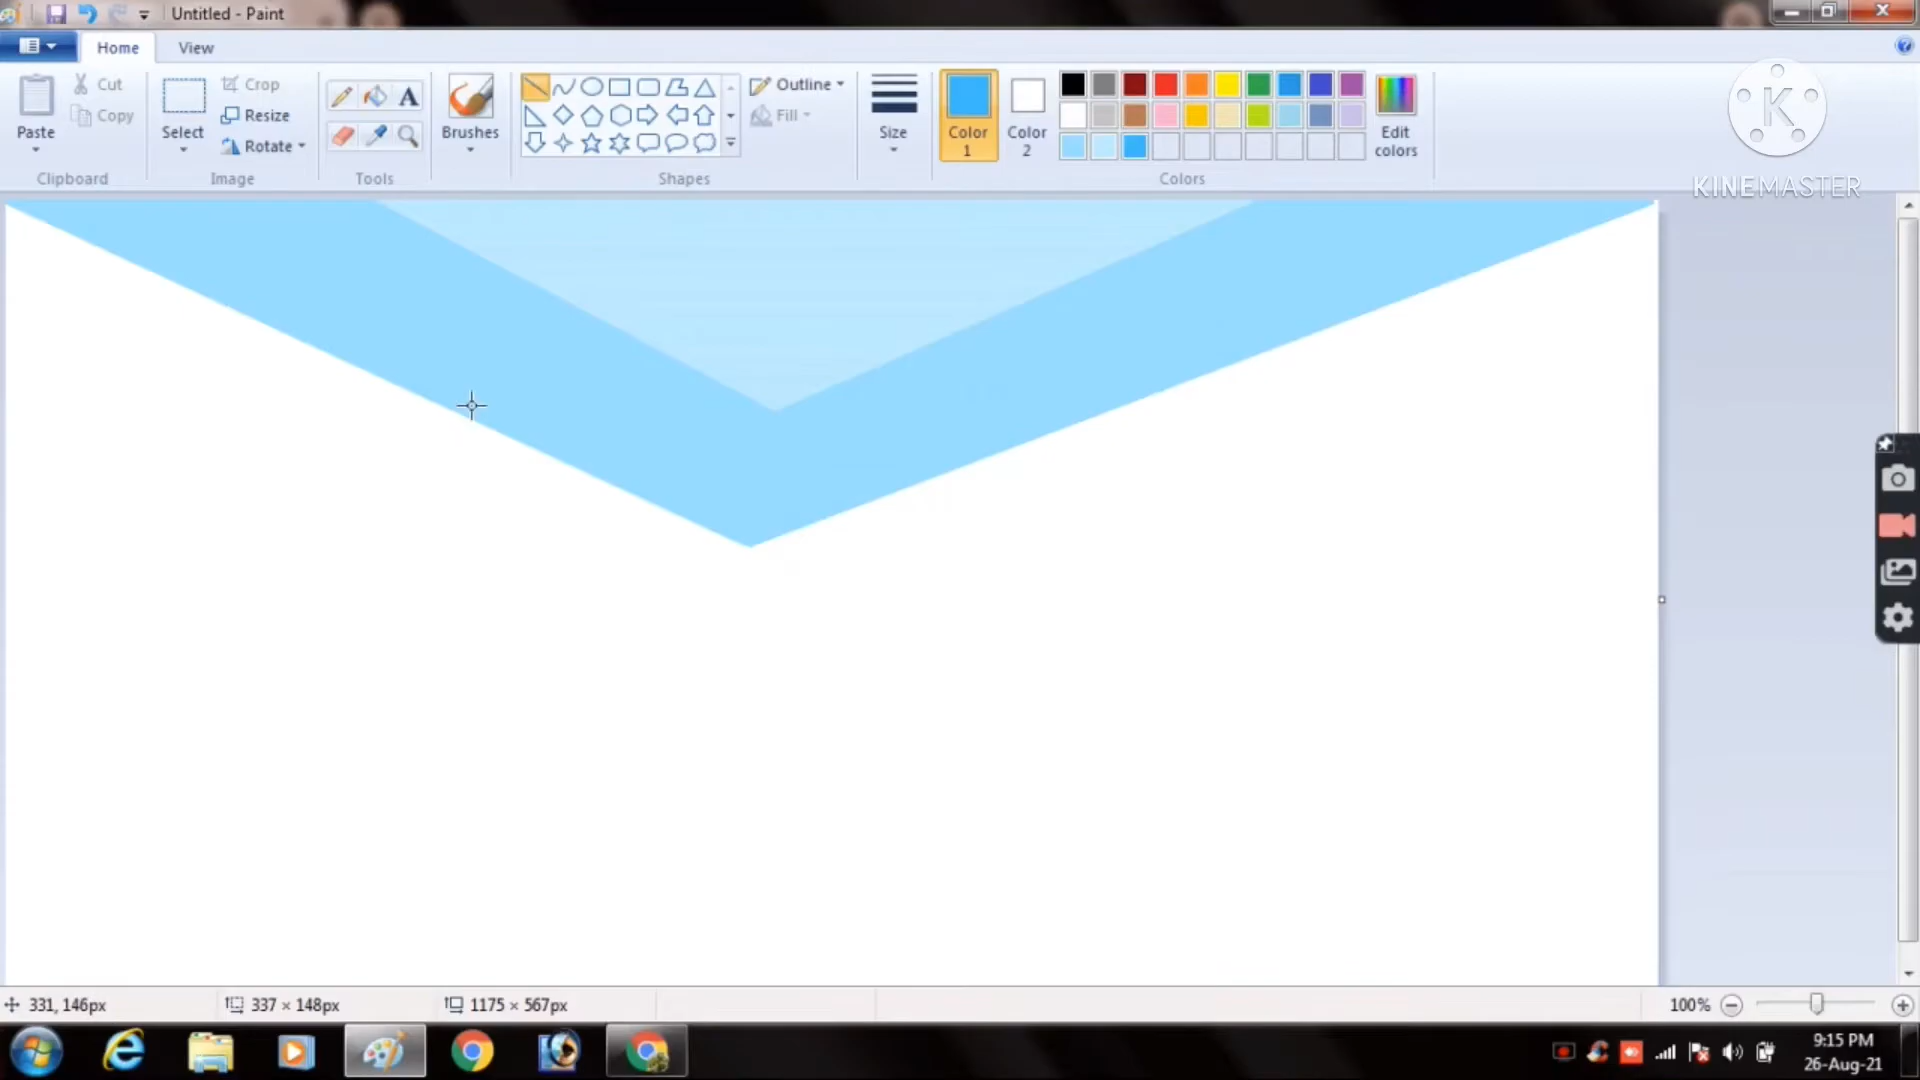 Untitled - Paint
Home View
Paste
Cut
Copy
Clipboard
Select
Crop
Resize
Rotate
Image
A
Tools
Brushes
Shapes
Outline
Fill
Size
Color
1
Color
2
Edit
colors
Colors
K
KINEMASTER
331, 146px
337 × 148px
1175 × 567px
100%
9:15 PM
26-Aug-21